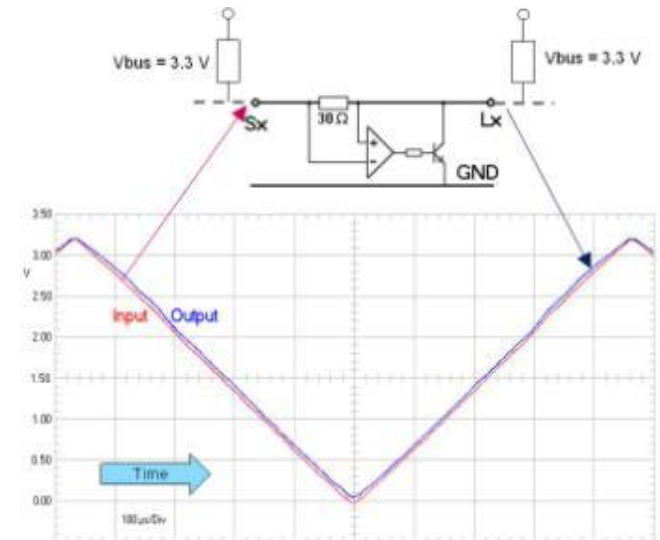 Vbus = 3.3 V
Vbus = 3.3 V
30 Ω
Sx
Lx
+
-
GND
3.50
3.00
V
2.50
Input
Output
2.00
1.50
1.00
0.50
Time
0.00
100 µs/Div